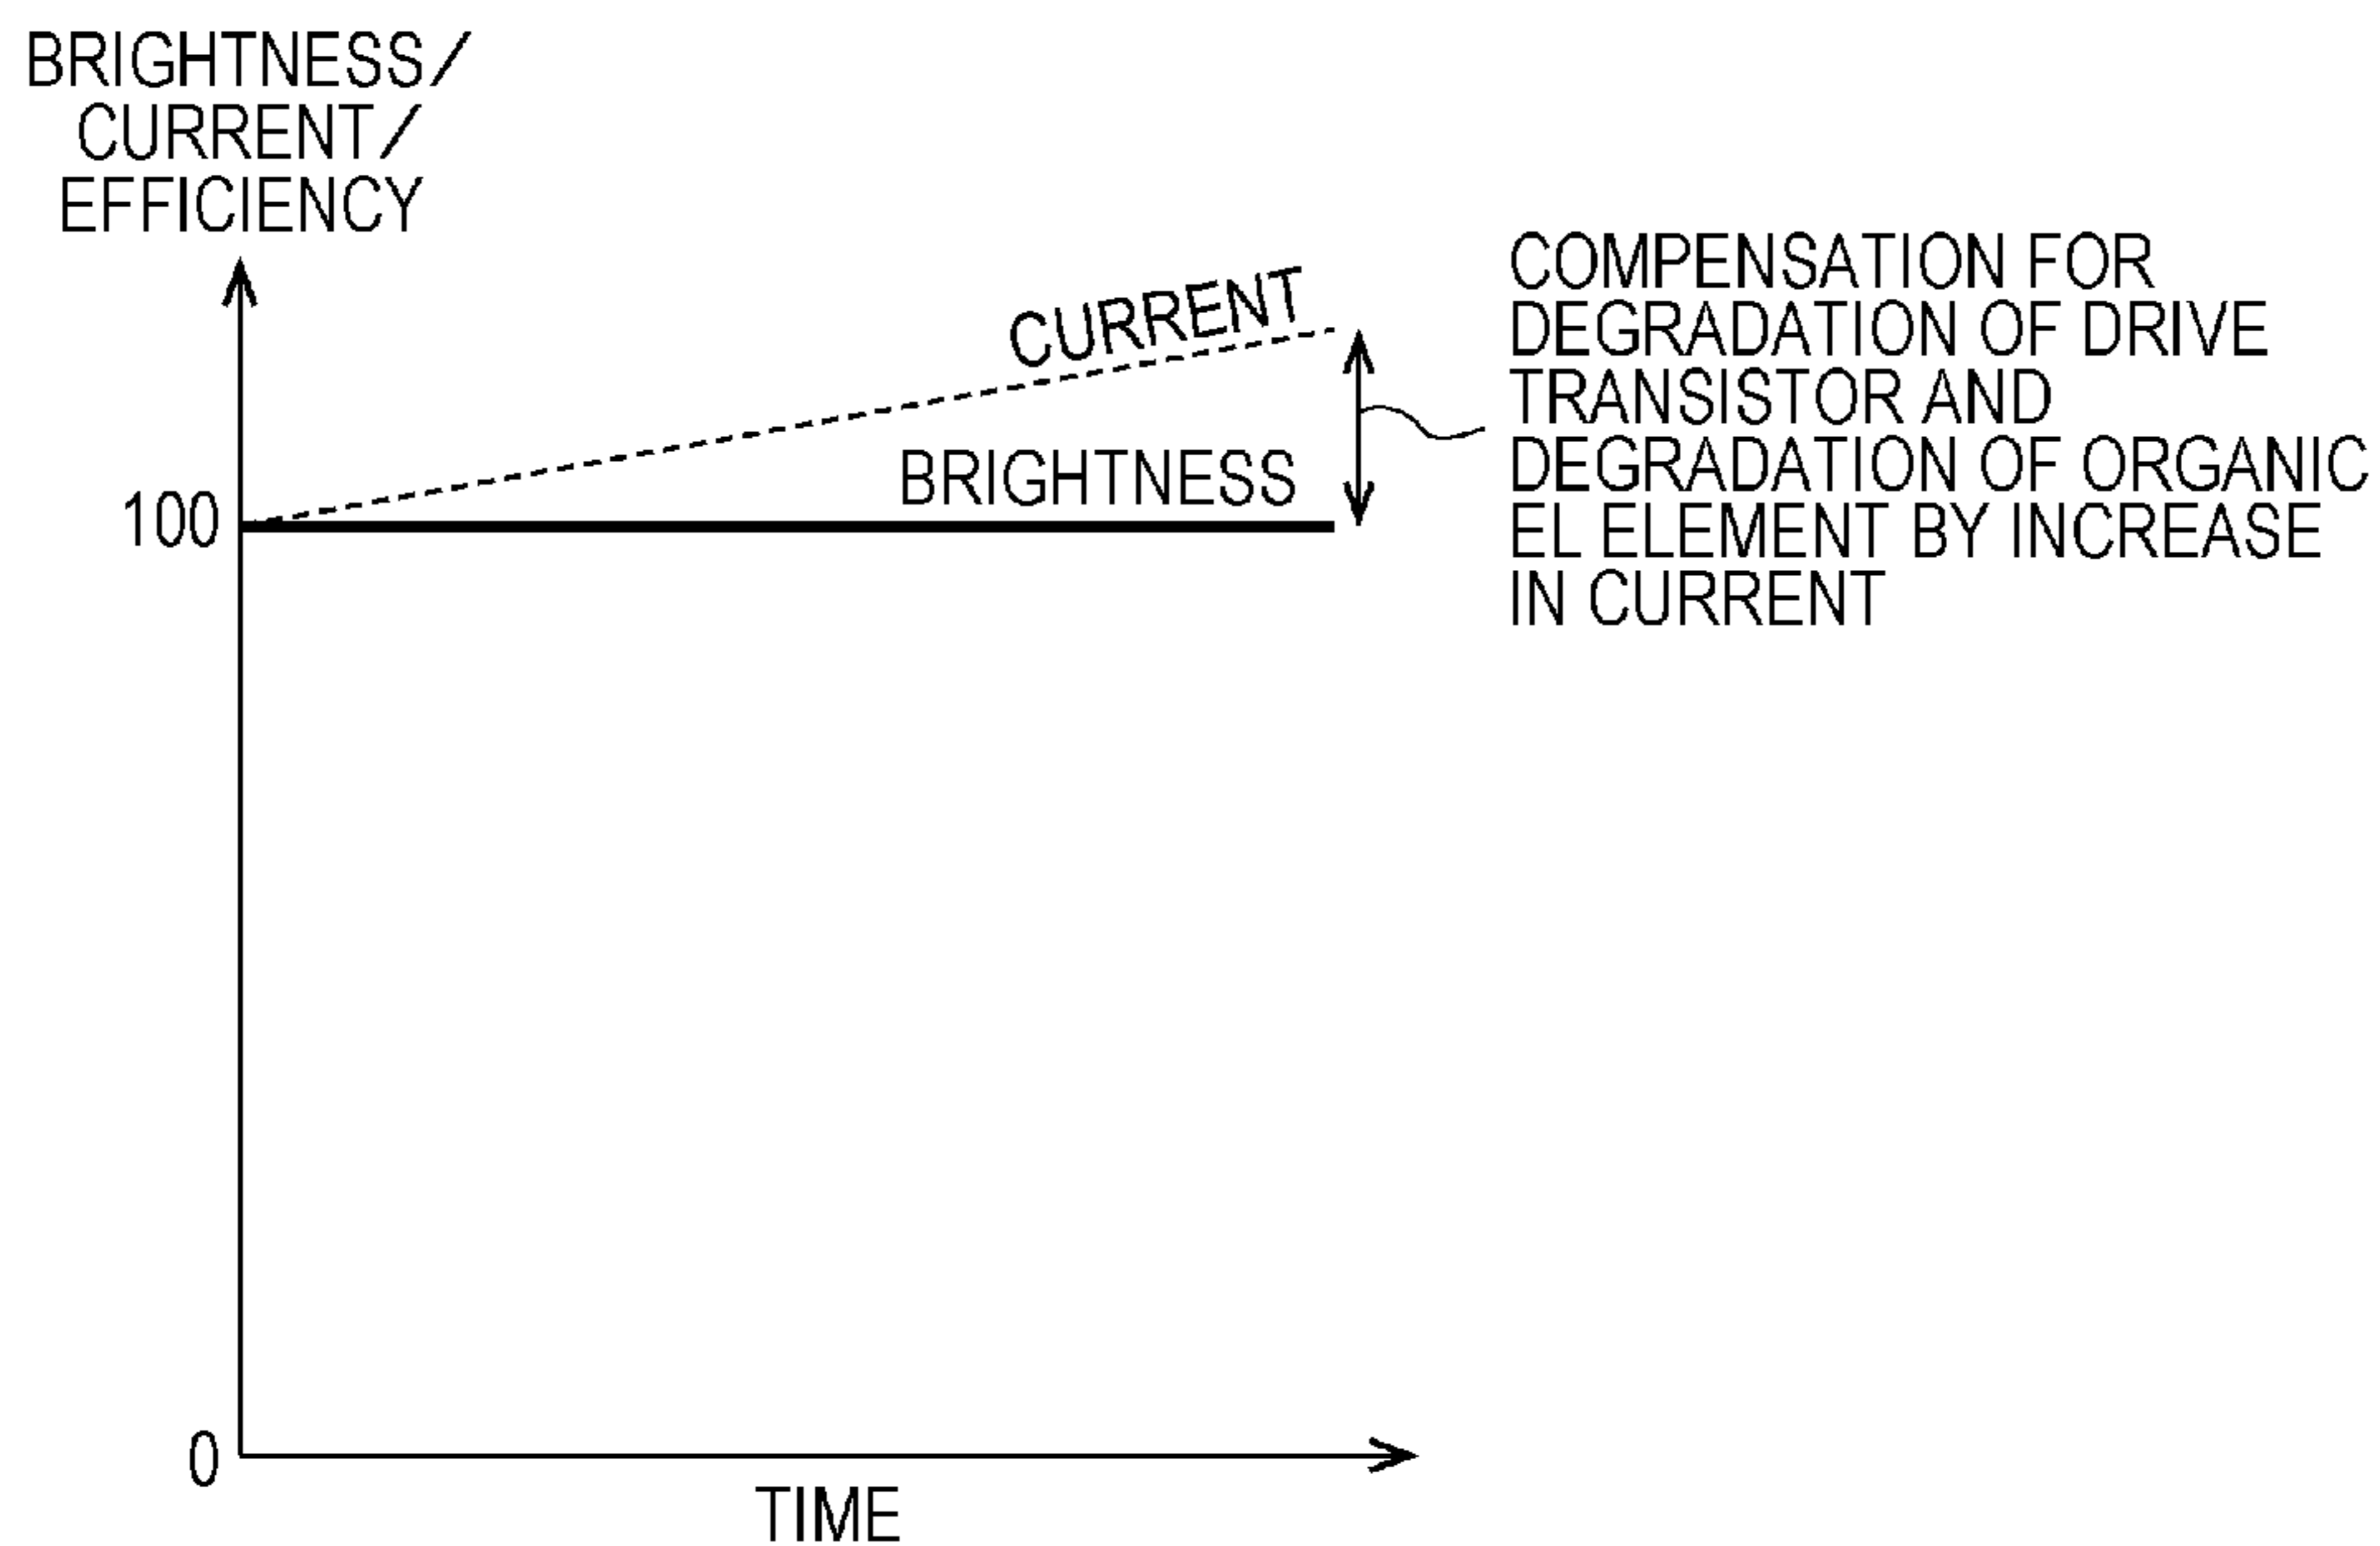 BRIGHTNESS/
CURRENT/
EFFICIENCY
CURRENT
COMPENSATION FOR
DEGRADATION OF DRIVE
TRANSISTOR AND
DEGRADATION OF ORGANIC
EL ELEMENT BY INCREASE
IN CURRENT
BRIGHTNESS
100
0
TIME